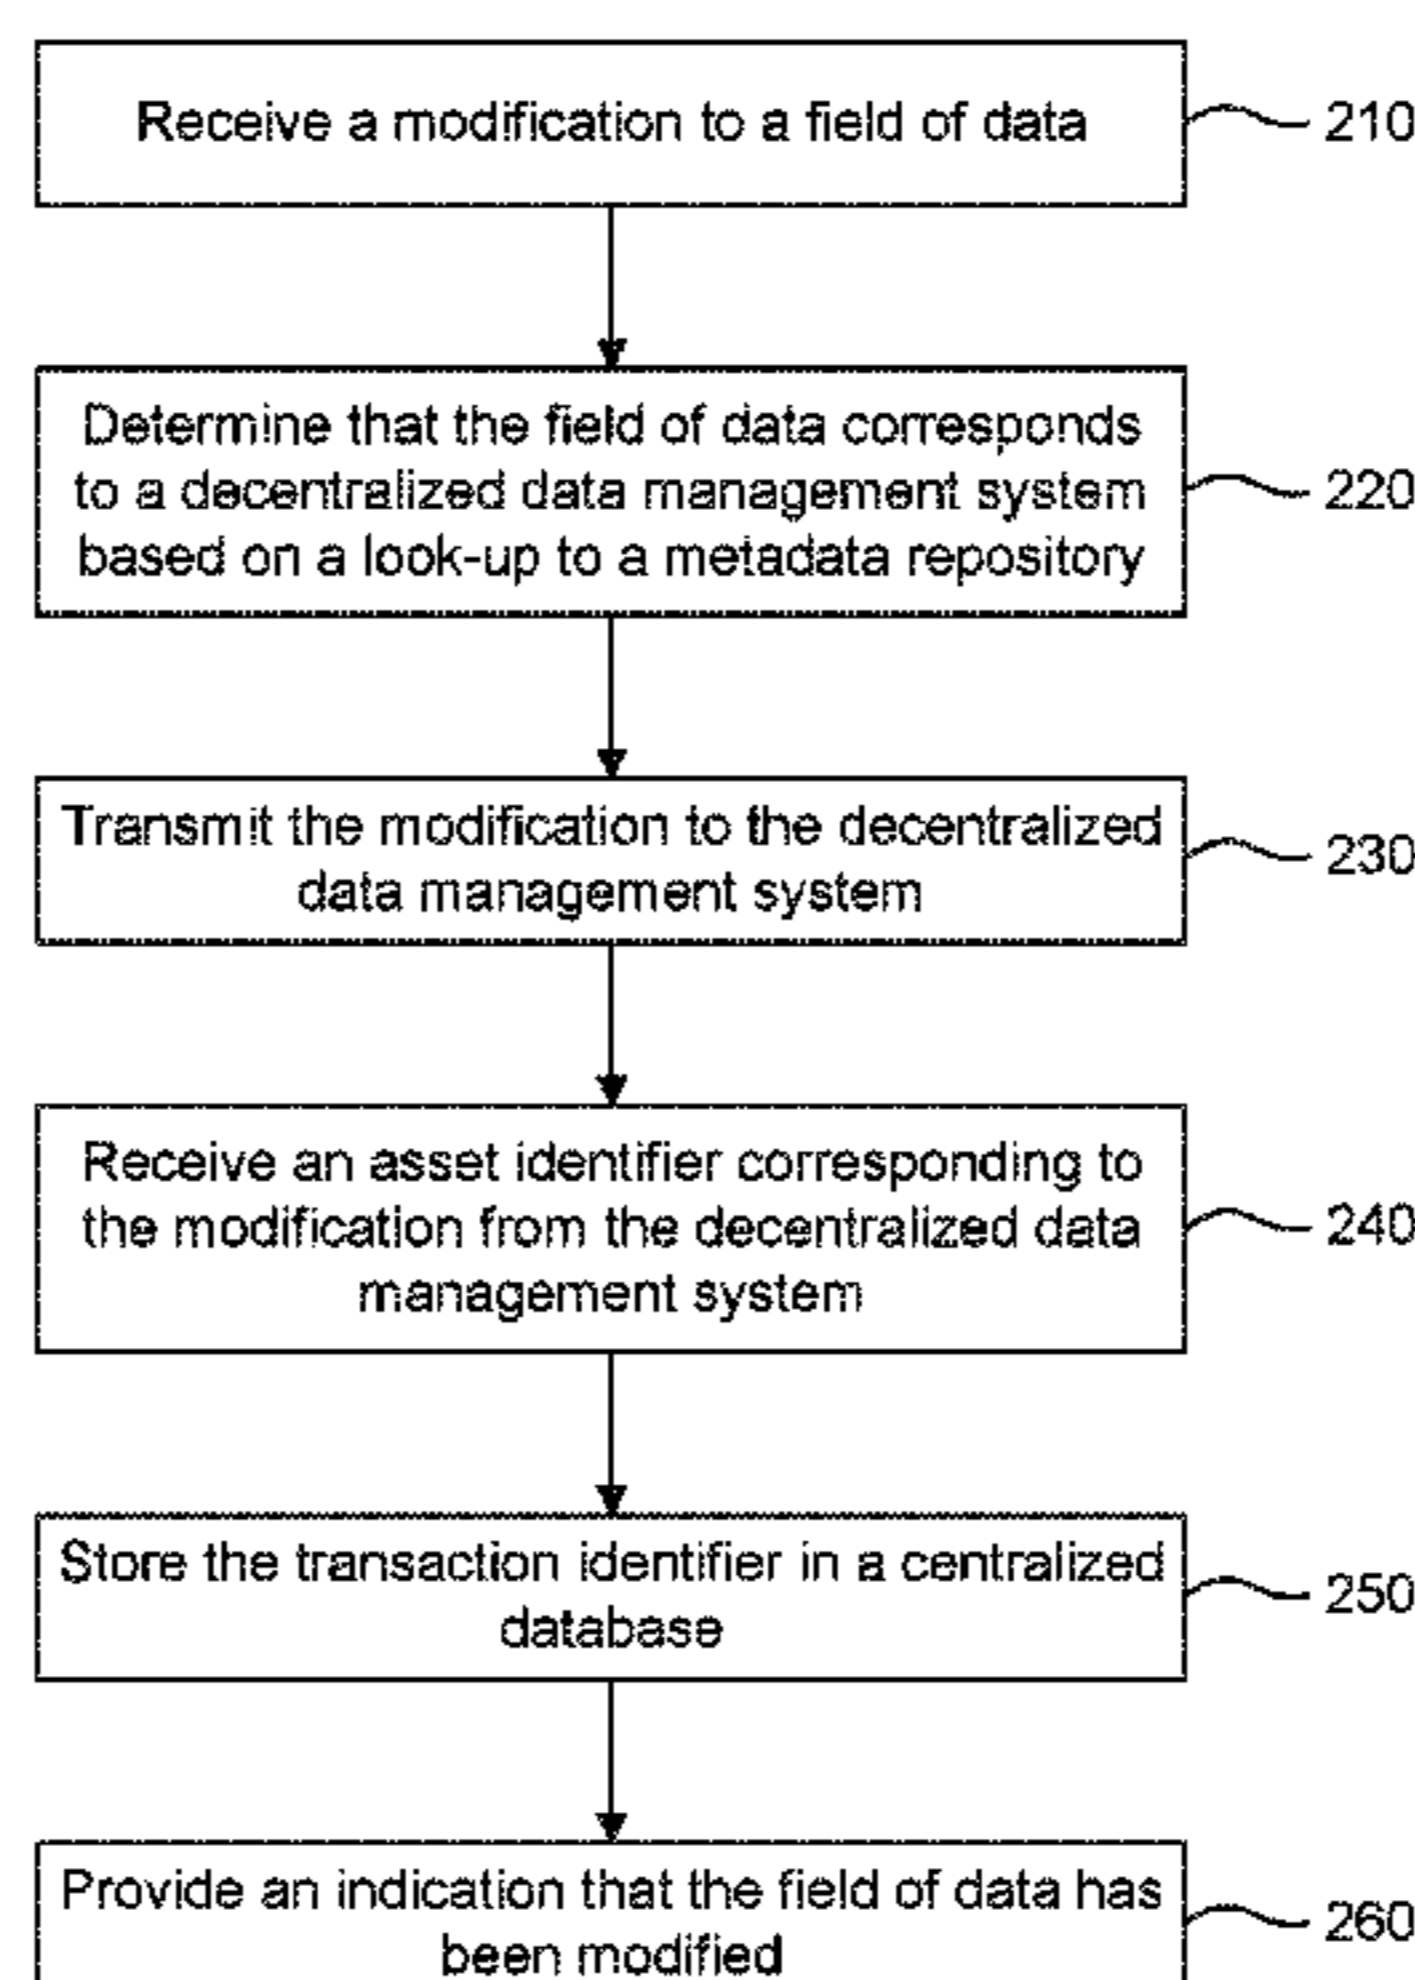 Receive a modification to a field of data
210
Determine that the field of data corresponds
to a decentralized data management system
based on a look-up to a metadata repository
220
Transmit the modification to the decentralized
data management system
230
Receive an asset identifier corresponding to
the modification from the decentralized data
management system
240
Store the transaction identifier in a centralized
database
250
Provide an indication that the field of data has
been modified
260